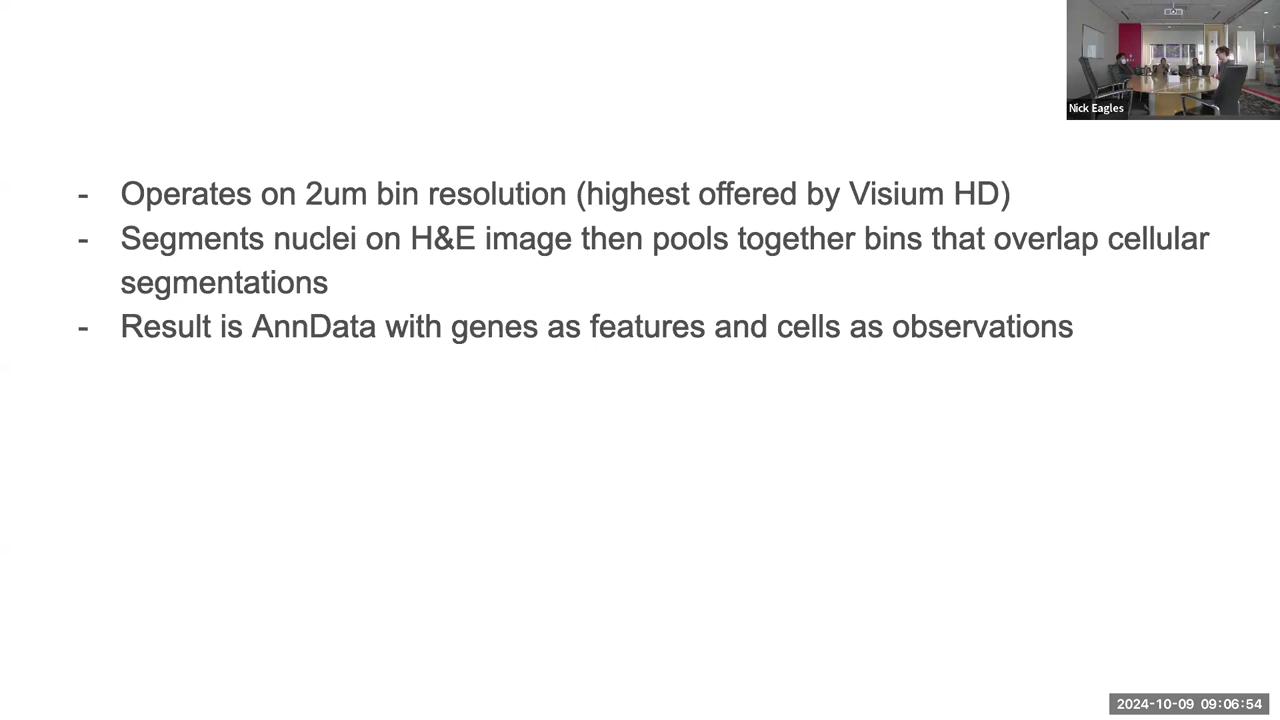 Nick Eagles
- Operates on 2um bin resolution (highest offered by Visium HD)
- Segments nuclei on H&E image then pools together bins that overlap cellular
segmentations
- Result is AnnData with genes as features and cells as observations
2024-10-09 09:06:54